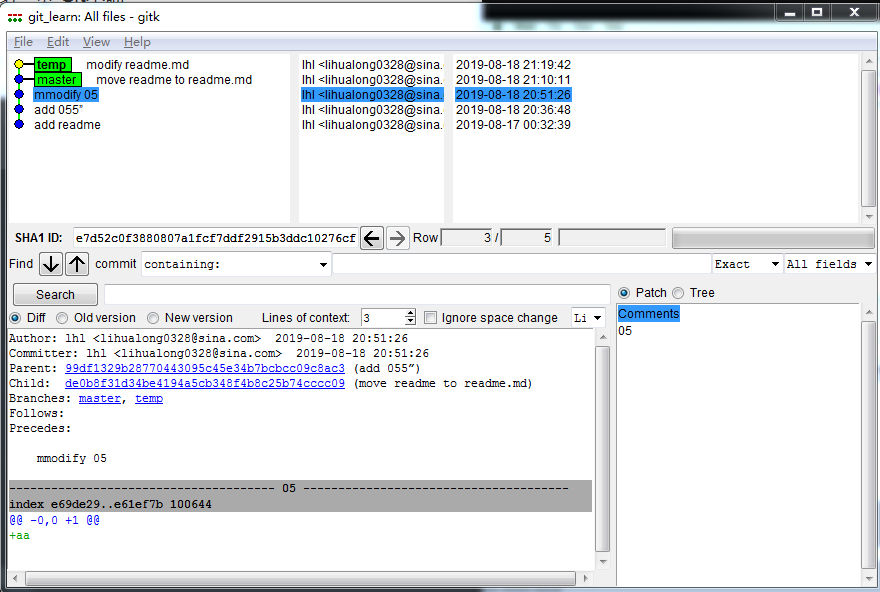 git_learn: All files - gitk
File Edit View Help
temp modify readme.md lhl <lihualong0328@sina. 2019-08-18 21:19:42
master move readme to readme.md lhl <lihualong0328@sina. 2019-08-18 21:10:11
mmodify 05 lhl <lihualong0328@sina. 2019-08-18 20:51:26
add 055” lhl <lihualong0328@sina. 2019-08-18 20:36:48
add readme lhl <lihualong0328@sina. 2019-08-17 00:32:39
SHA1 ID: e7d52c0f3880807a1fcf7ddf2915b3ddc10276cf Row 3 / 5
Find commit containing: Exact All fields
Search
Patch Tree
Diff Old version New version Lines of context: 3 Ignore space change Li
Comments
05
Author: lhl <lihualong0328@sina.com> 2019-08-18 20:51:26
Committer: lhl <lihualong0328@sina.com> 2019-08-18 20:51:26
Parent: 99df1329b28770443095c45e34b7bcbcc09c8ac3 (add 055”)
Child: de0b8f31d34be4194a5cb348f4b8c25b74cccc09 (move readme to readme.md)
Branches: master, temp
Follows:
Precedes:
mmodify 05
-------------------------------------- 05 --------------------------------------
index e69de29..e61ef7b 100644
@@ -0,0 +1 @@
+aa